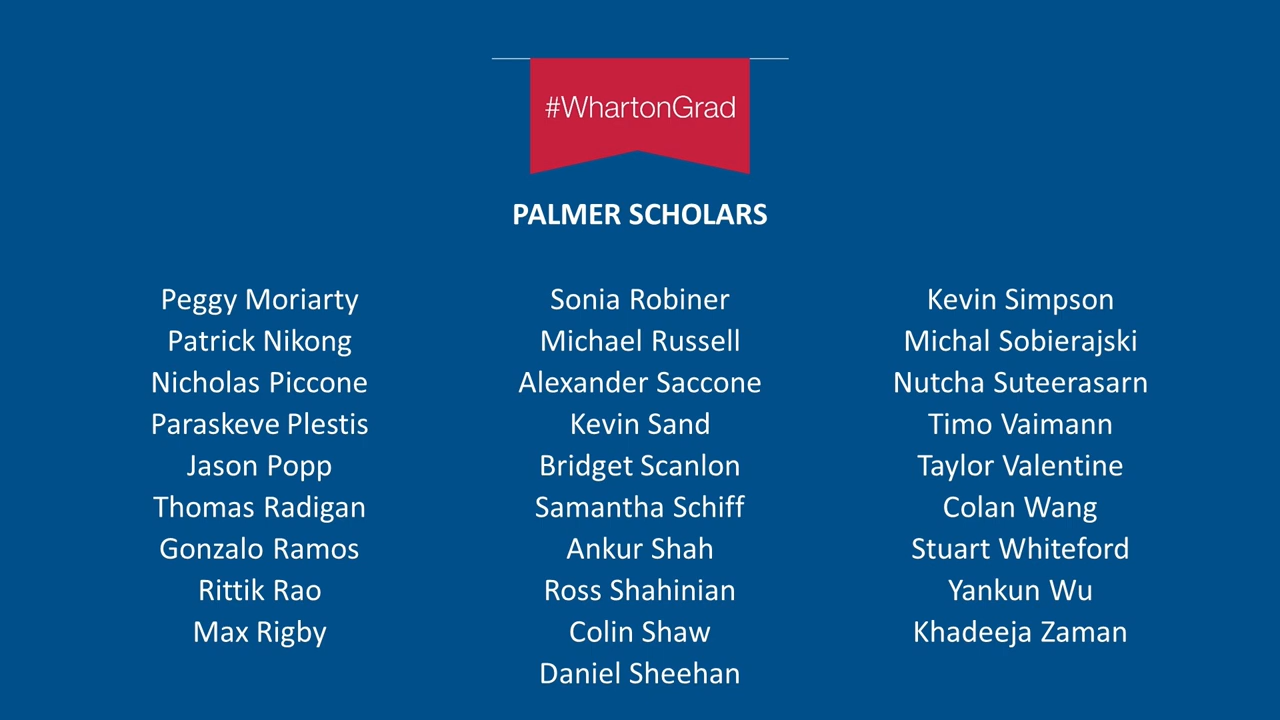 #WhartonGrad
PALMER SCHOLARS
Peggy Moriarty
Patrick Nikong
Nicholas Piccone
Paraskeve Plestis
Jason Popp
Thomas Radigan
Gonzalo Ramos
Rittik Rao
Max Rigby
Sonia Robiner
Michael Russell
Alexander Saccone
Kevin Sand
Bridget Scanlon
Samantha Schiff
Ankur Shah
Ross Shahinian
Colin Shaw
Daniel Sheehan
Kevin Simpson
Michal Sobierajski
Nutcha Suteerasarn
Timo Vaimann
Taylor Valentine
Colan Wang
Stuart Whiteford
Yankun Wu
Khadeeja Zaman